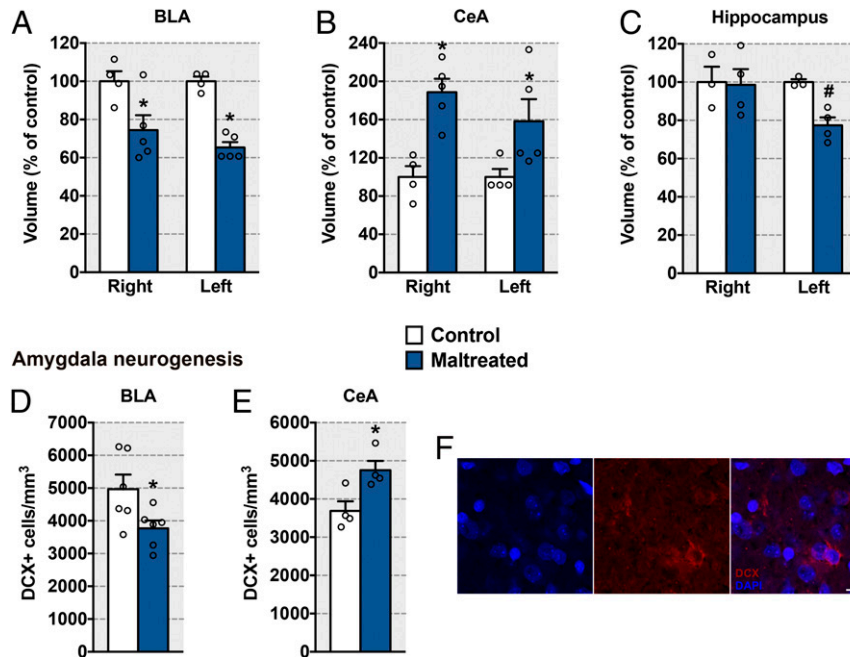 A
BLA
Volume (% of control)
120
100
80
60
40
20
0
*
*
Right
Left
B
CeA
Volume (% of control)
240
200
160
120
80
40
0
*
*
Right
Left
C
Hippocampus
Volume (% of control)
120
100
80
60
40
20
0
#
Right
Left
Control
Maltreated
Amygdala neurogenesis
D
BLA
DCX+ cells/mm³
7000
6000
5000
4000
3000
2000
1000
0
*
E
CeA
DCX+ cells/mm³
6000
5000
4000
3000
2000
1000
0
*
F
DCX
DAPI